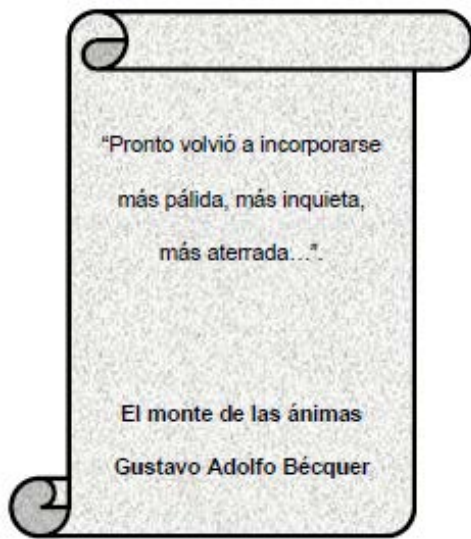 “Pronto volvió a incorporarse
más pálida, más inquieta,
más aterrada…”.
El monte de las ánimas
Gustavo Adolfo Bécquer